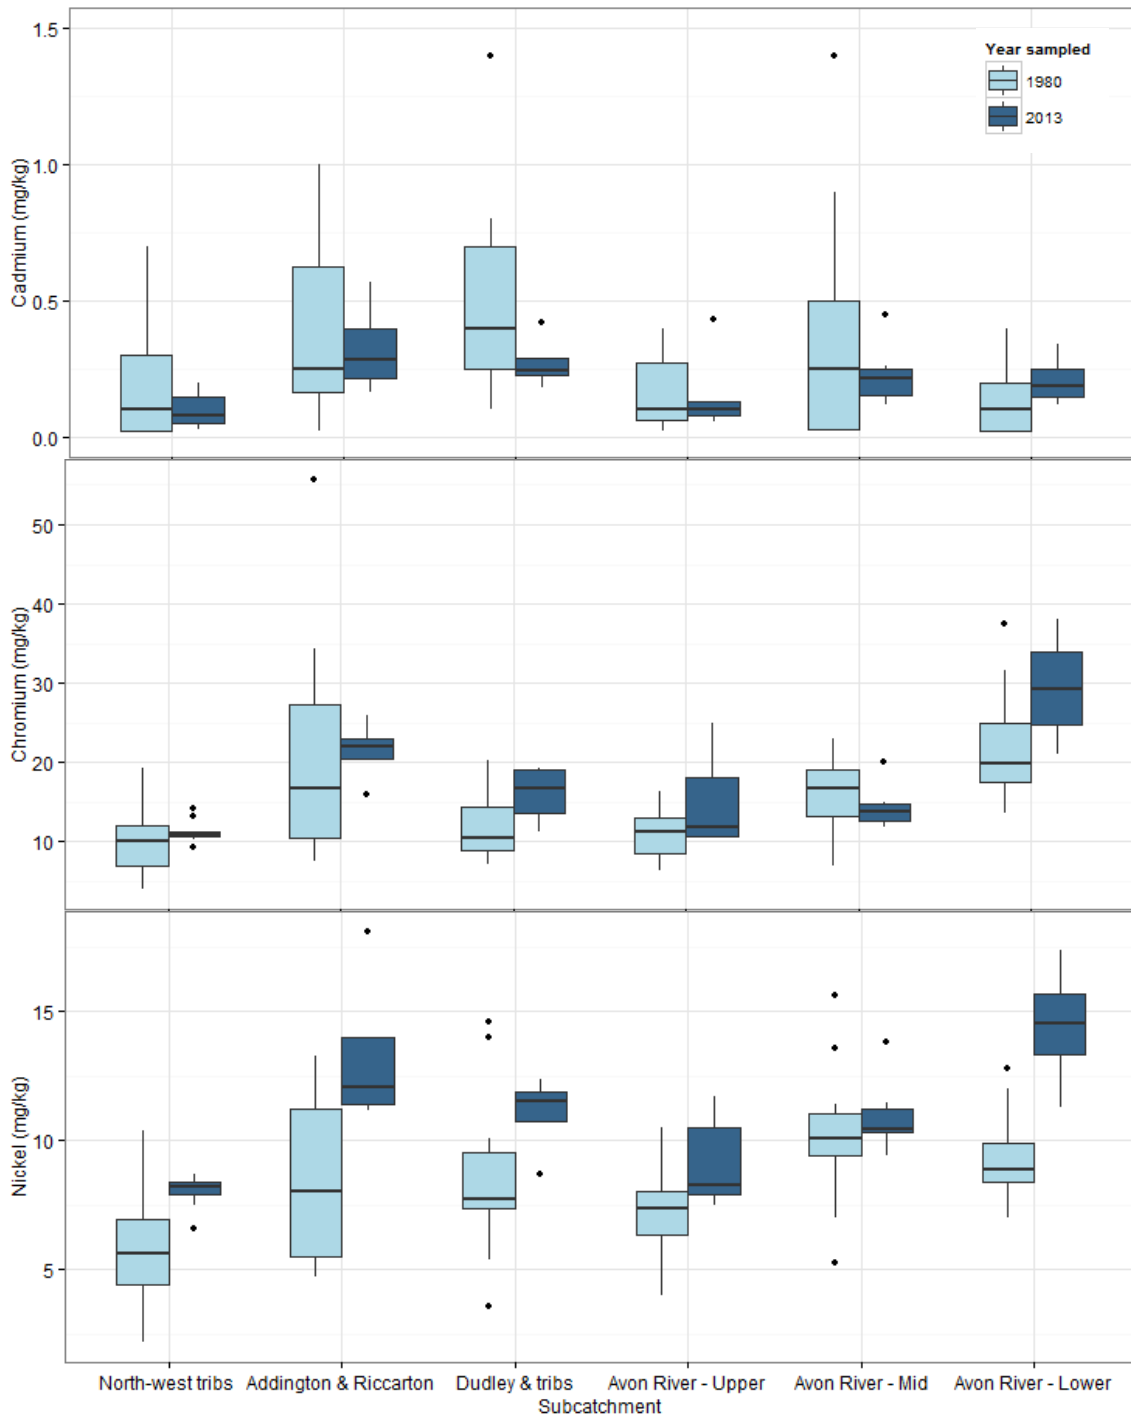 Year sampled
1980
2013
Cadmium (mg/kg)
1.5
1.0
0.5
0.0
Chromium (mg/kg)
50
40
30
20
10
Nickel (mg/kg)
15
10
5
North-west tribs Addington & Riccarton Dudley & tribs Avon River - Upper Avon River - Mid Avon River - Lower
Subcatchment